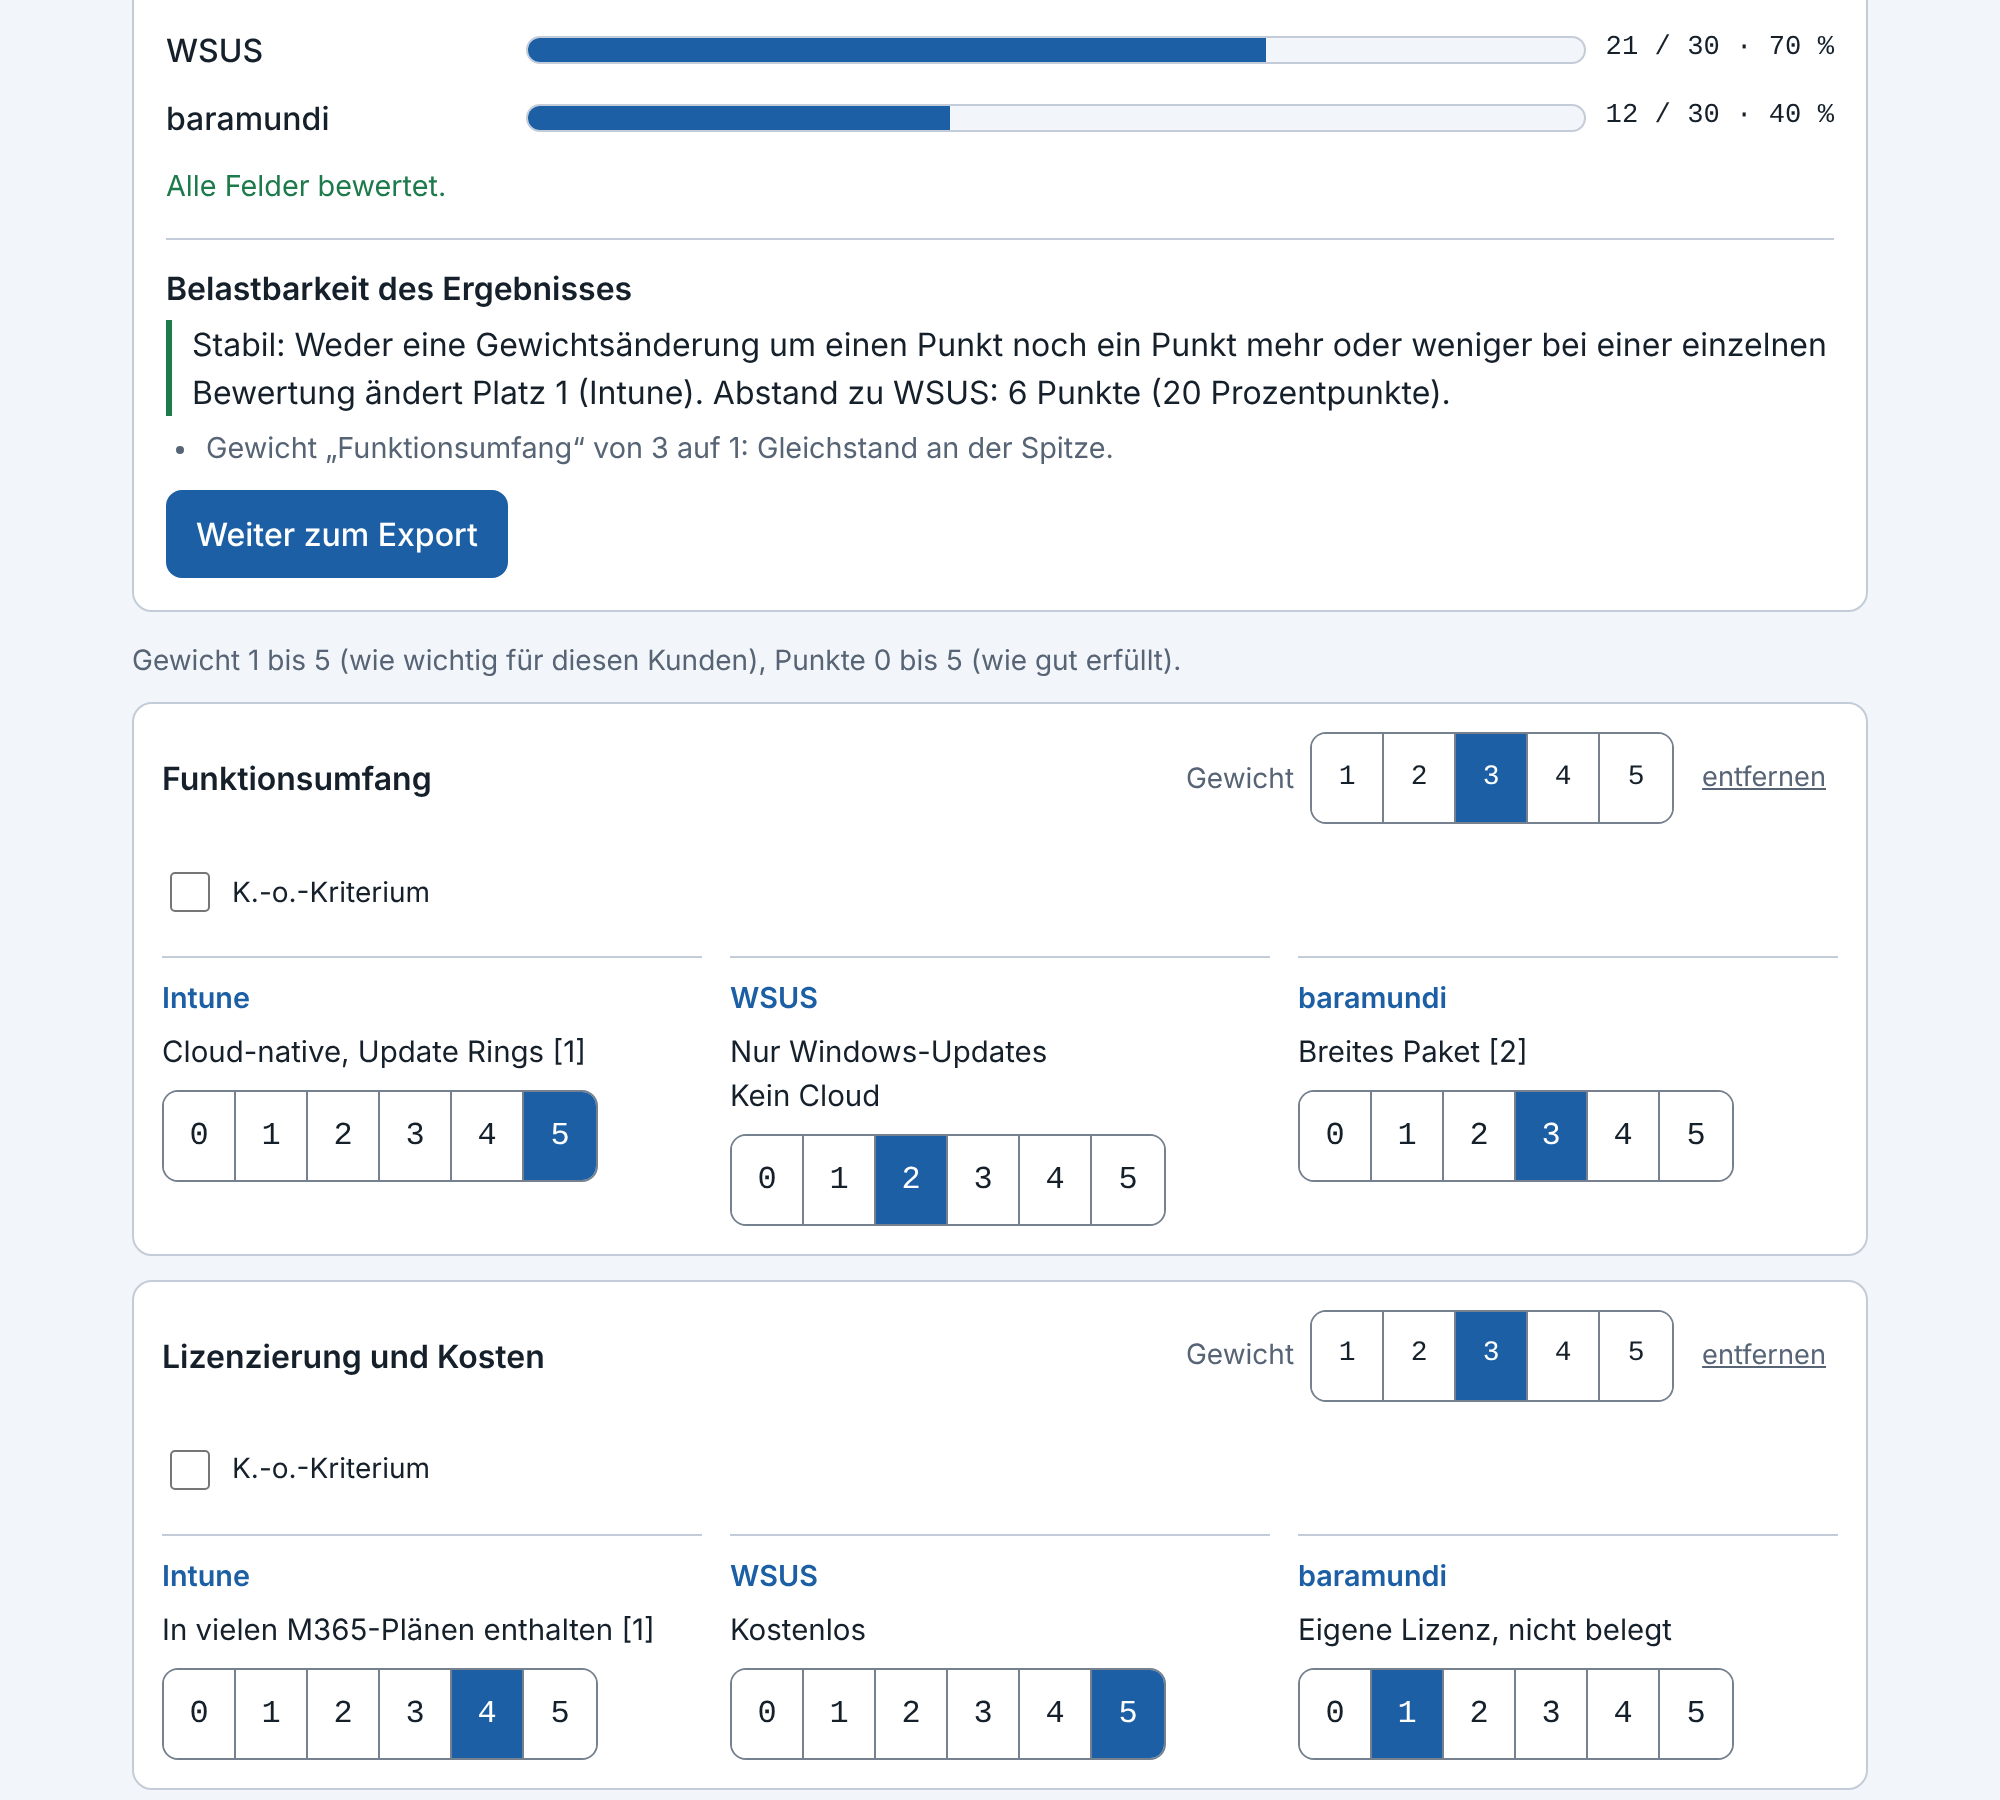 WSUS 21 / 30 · 70 %
baramundi 12 / 30 · 40 %
Alle Felder bewertet.
Belastbarkeit des Ergebnisses
Stabil: Weder eine Gewichtsänderung um einen Punkt noch ein Punkt mehr oder weniger bei einer einzelnen
Bewertung ändert Platz 1 (Intune). Abstand zu WSUS: 6 Punkte (20 Prozentpunkte).
• Gewicht „Funktionsumfang“ von 3 auf 1: Gleichstand an der Spitze.
Weiter zum Export
Gewicht 1 bis 5 (wie wichtig für diesen Kunden), Punkte 0 bis 5 (wie gut erfüllt).
Funktionsumfang Gewicht 1 2 3 4 5 entfernen
K.-o.-Kriterium
Intune
Cloud-native, Update Rings [1]
0 1 2 3 4 5
WSUS
Nur Windows-Updates
Kein Cloud
0 1 2 3 4 5
baramundi
Breites Paket [2]
0 1 2 3 4 5
Lizenzierung und Kosten Gewicht 1 2 3 4 5 entfernen
K.-o.-Kriterium
Intune
In vielen M365-Plänen enthalten [1]
0 1 2 3 4 5
WSUS
Kostenlos
0 1 2 3 4 5
baramundi
Eigene Lizenz, nicht belegt
0 1 2 3 4 5